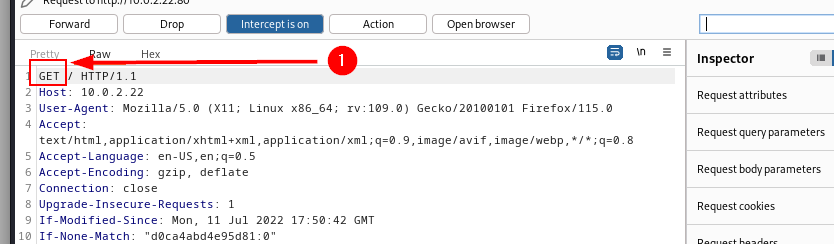 Request to http://10.0.2.22:80
Forward
Drop
Intercept is on
Action
Open browser
Pretty
Raw
Hex
\n
1
1 GET / HTTP/1.1
2 Host: 10.0.2.22
3 User-Agent: Mozilla/5.0 (X11; Linux x86_64; rv:109.0) Gecko/20100101 Firefox/115.0
4 Accept:
text/html,application/xhtml+xml,application/xml;q=0.9,image/avif,image/webp,*/*;q=0.8
5 Accept-Language: en-US,en;q=0.5
6 Accept-Encoding: gzip, deflate
7 Connection: close
8 Upgrade-Insecure-Requests: 1
9 If-Modified-Since: Mon, 11 Jul 2022 17:50:42 GMT
10 If-None-Match: "d0ca4abd4e95d81:0"
Inspector
Request attributes
Request query parameters
Request body parameters
Request cookies
Request headers